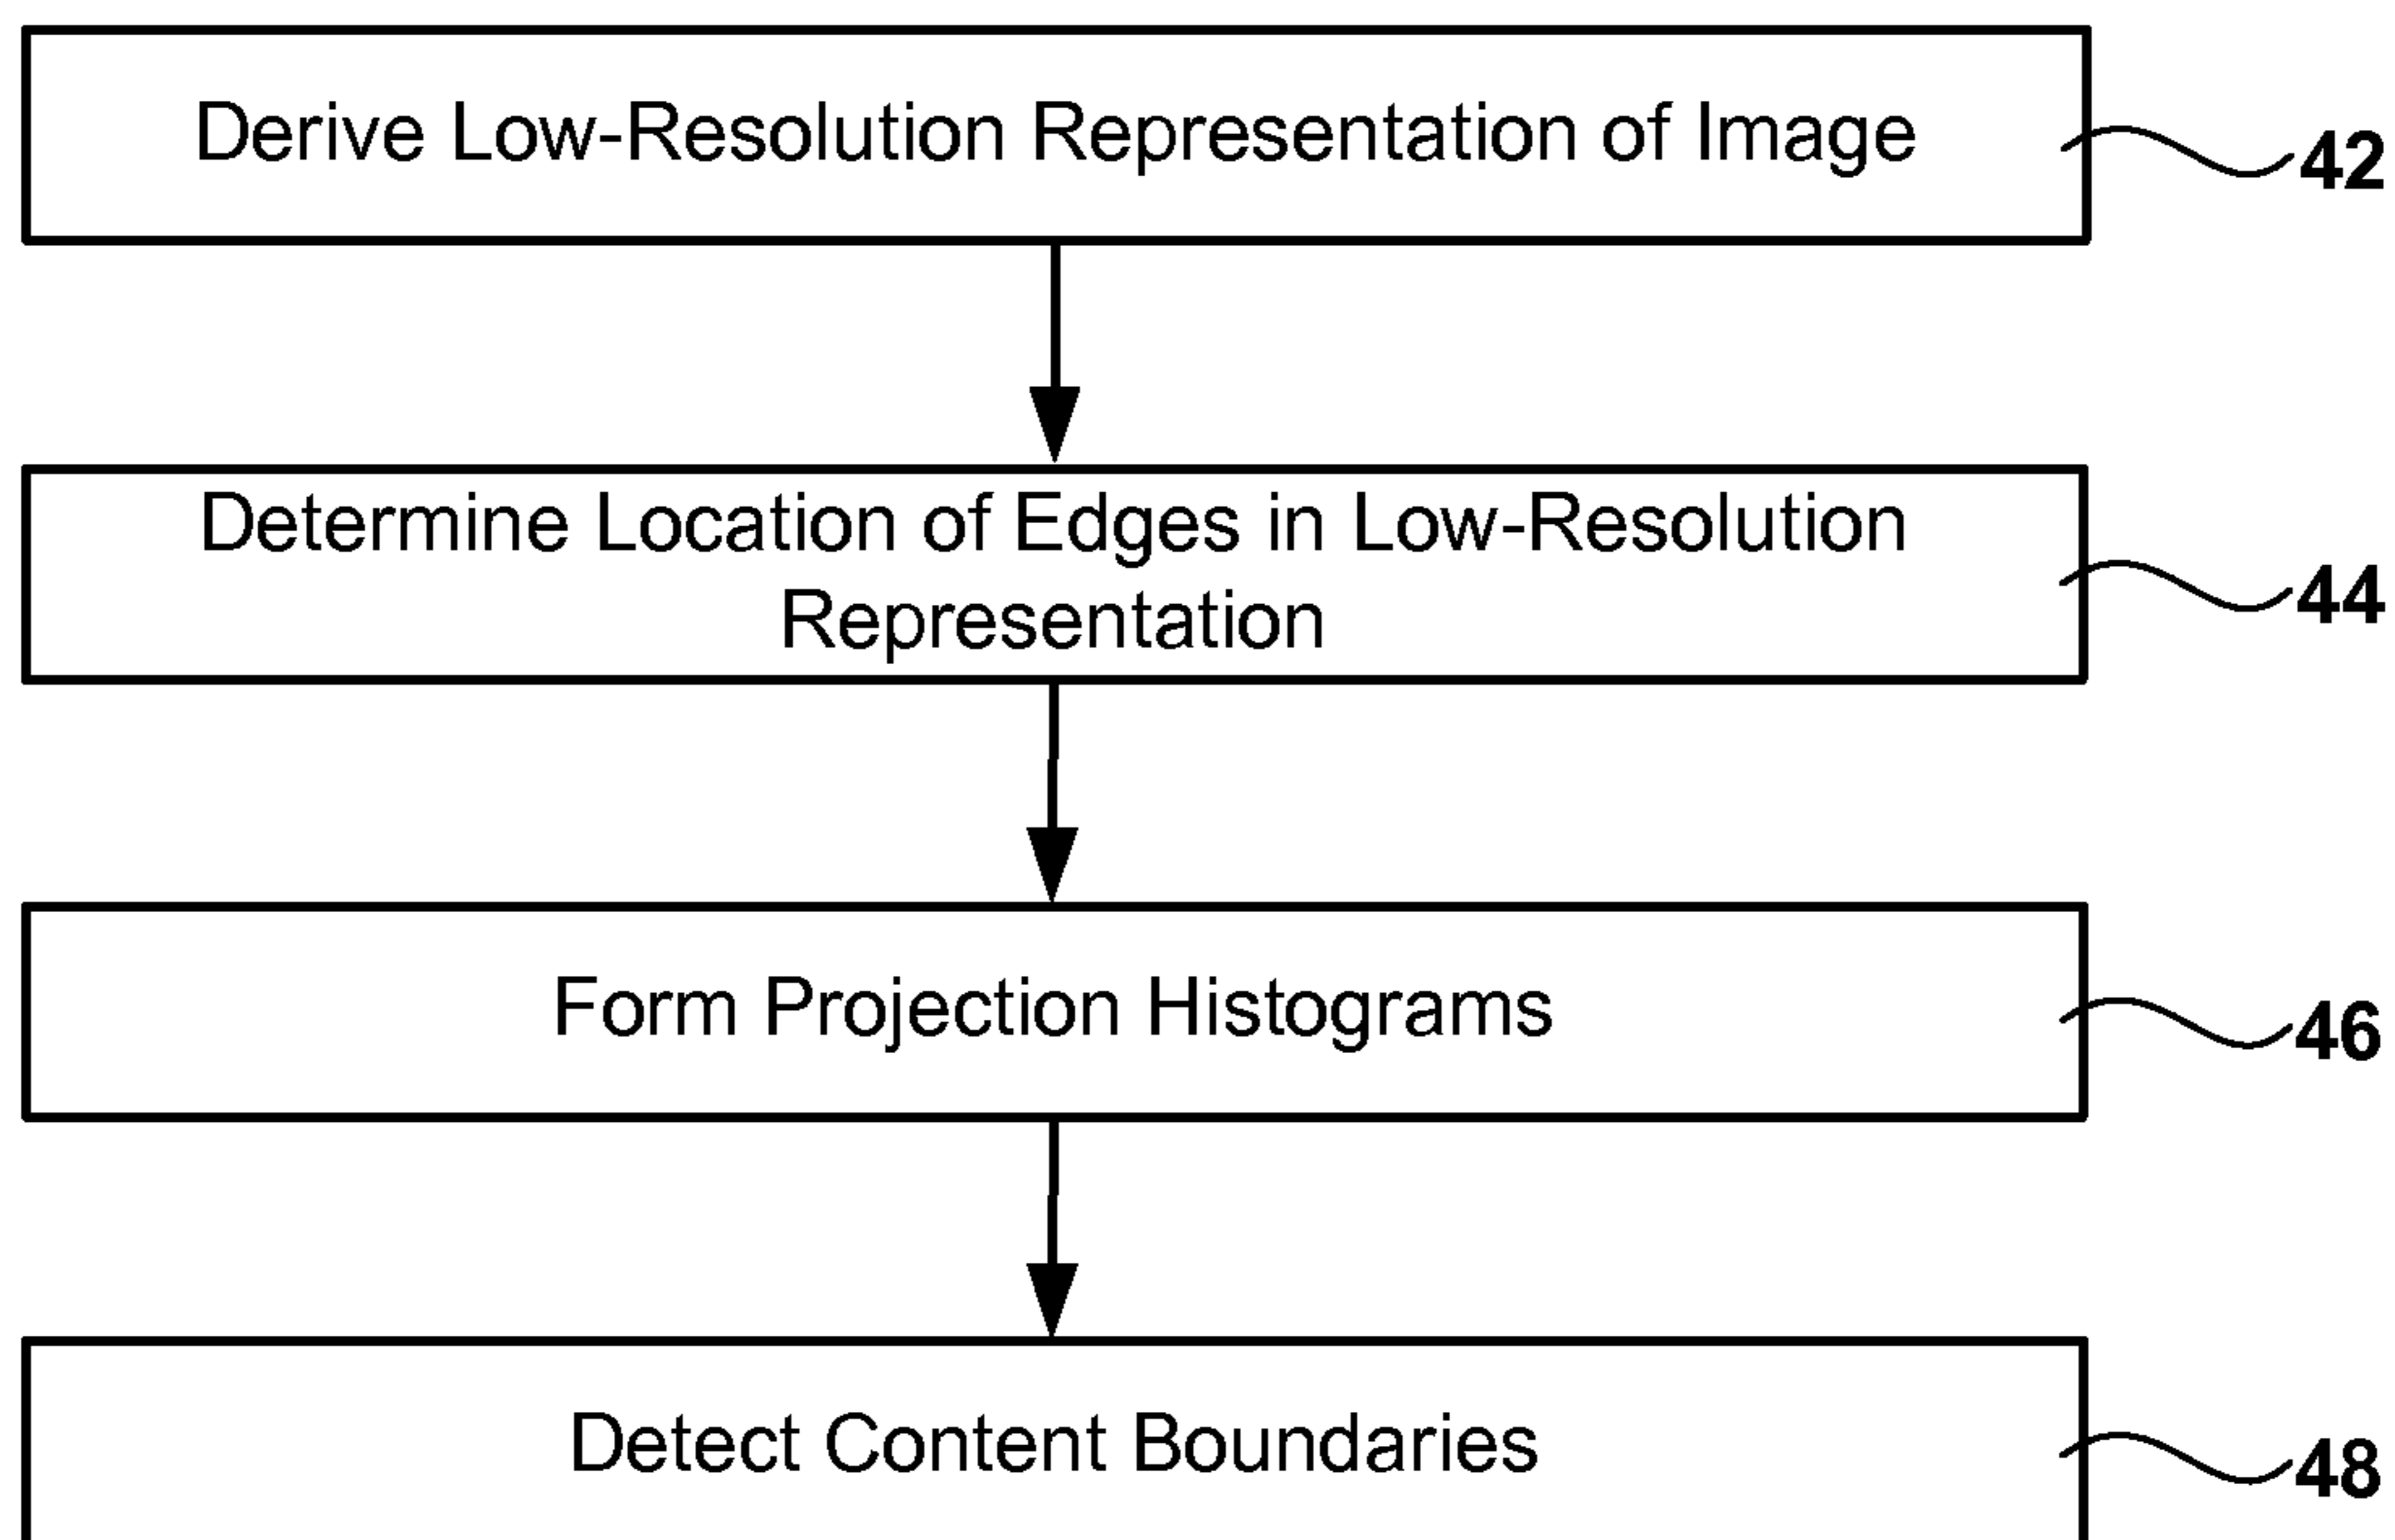 Derive Low-Resolution Representation of Image
42
Determine Location of Edges in Low-Resolution
Representation
44
Form Projection Histograms
46
Detect Content Boundaries
48